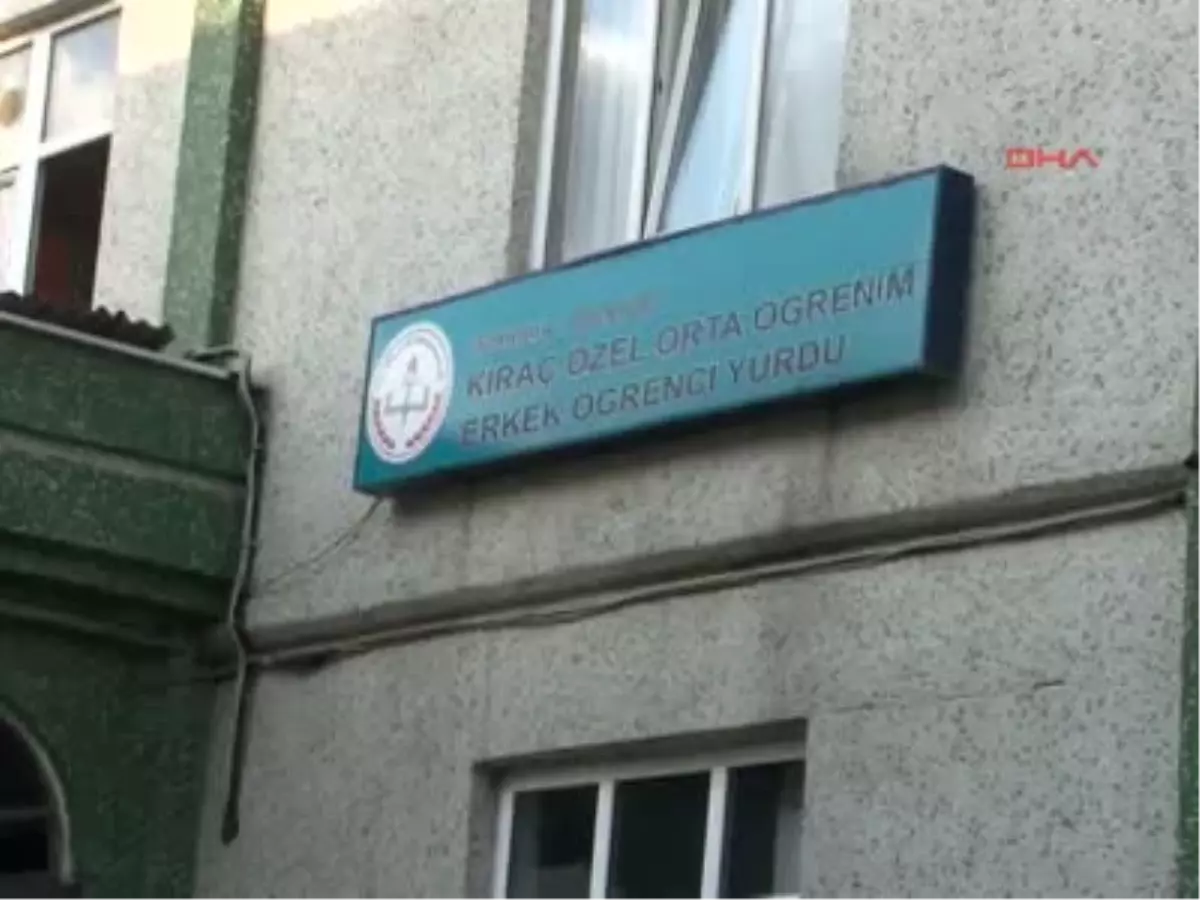 DHA
KIRAÇ ÖZEL ORTA ÖĞRENİM
ERKEK ÖĞRENCİ YURDU